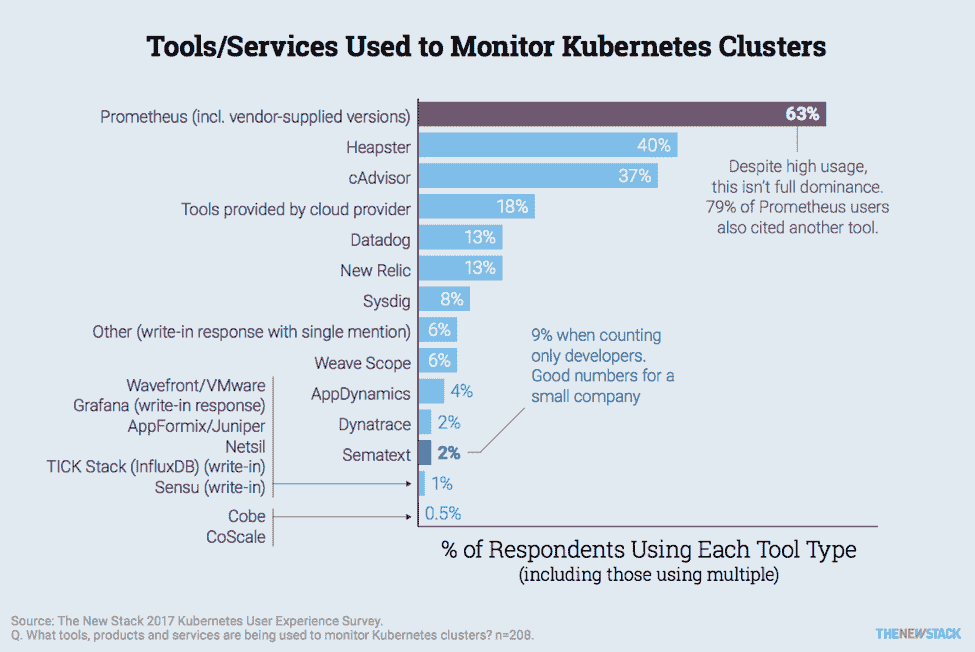 Tools/Services Used to Monitor Kubernetes Clusters
Prometheus (incl. vendor-supplied versions)
63%
Heapster
40%
cAdvisor
37%
Tools provided by cloud provider
18%
Datadog
13%
New Relic
13%
Sysdig
8%
Other (write-in response with single mention)
6%
Weave Scope
6%
AppDynamics
4%
Dynatrace
2%
Sematext
2%
Despite high usage,
this isn’t full dominance.
79% of Prometheus users
also cited another tool.
9% when counting
only developers.
Good numbers for a
small company
Wavefront/VMware
Grafana (write-in response)
AppFormix/Juniper
Netsil
TICK Stack (InfluxDB) (write-in)
Sensu (write-in)
1%
Cobe
CoScale
0.5%
% of Respondents Using Each Tool Type
(including those using multiple)
Source: The New Stack 2017 Kubernetes User Experience Survey.
Q. What tools, products and services are being used to monitor Kubernetes clusters? n=208.
THENEWSTACK